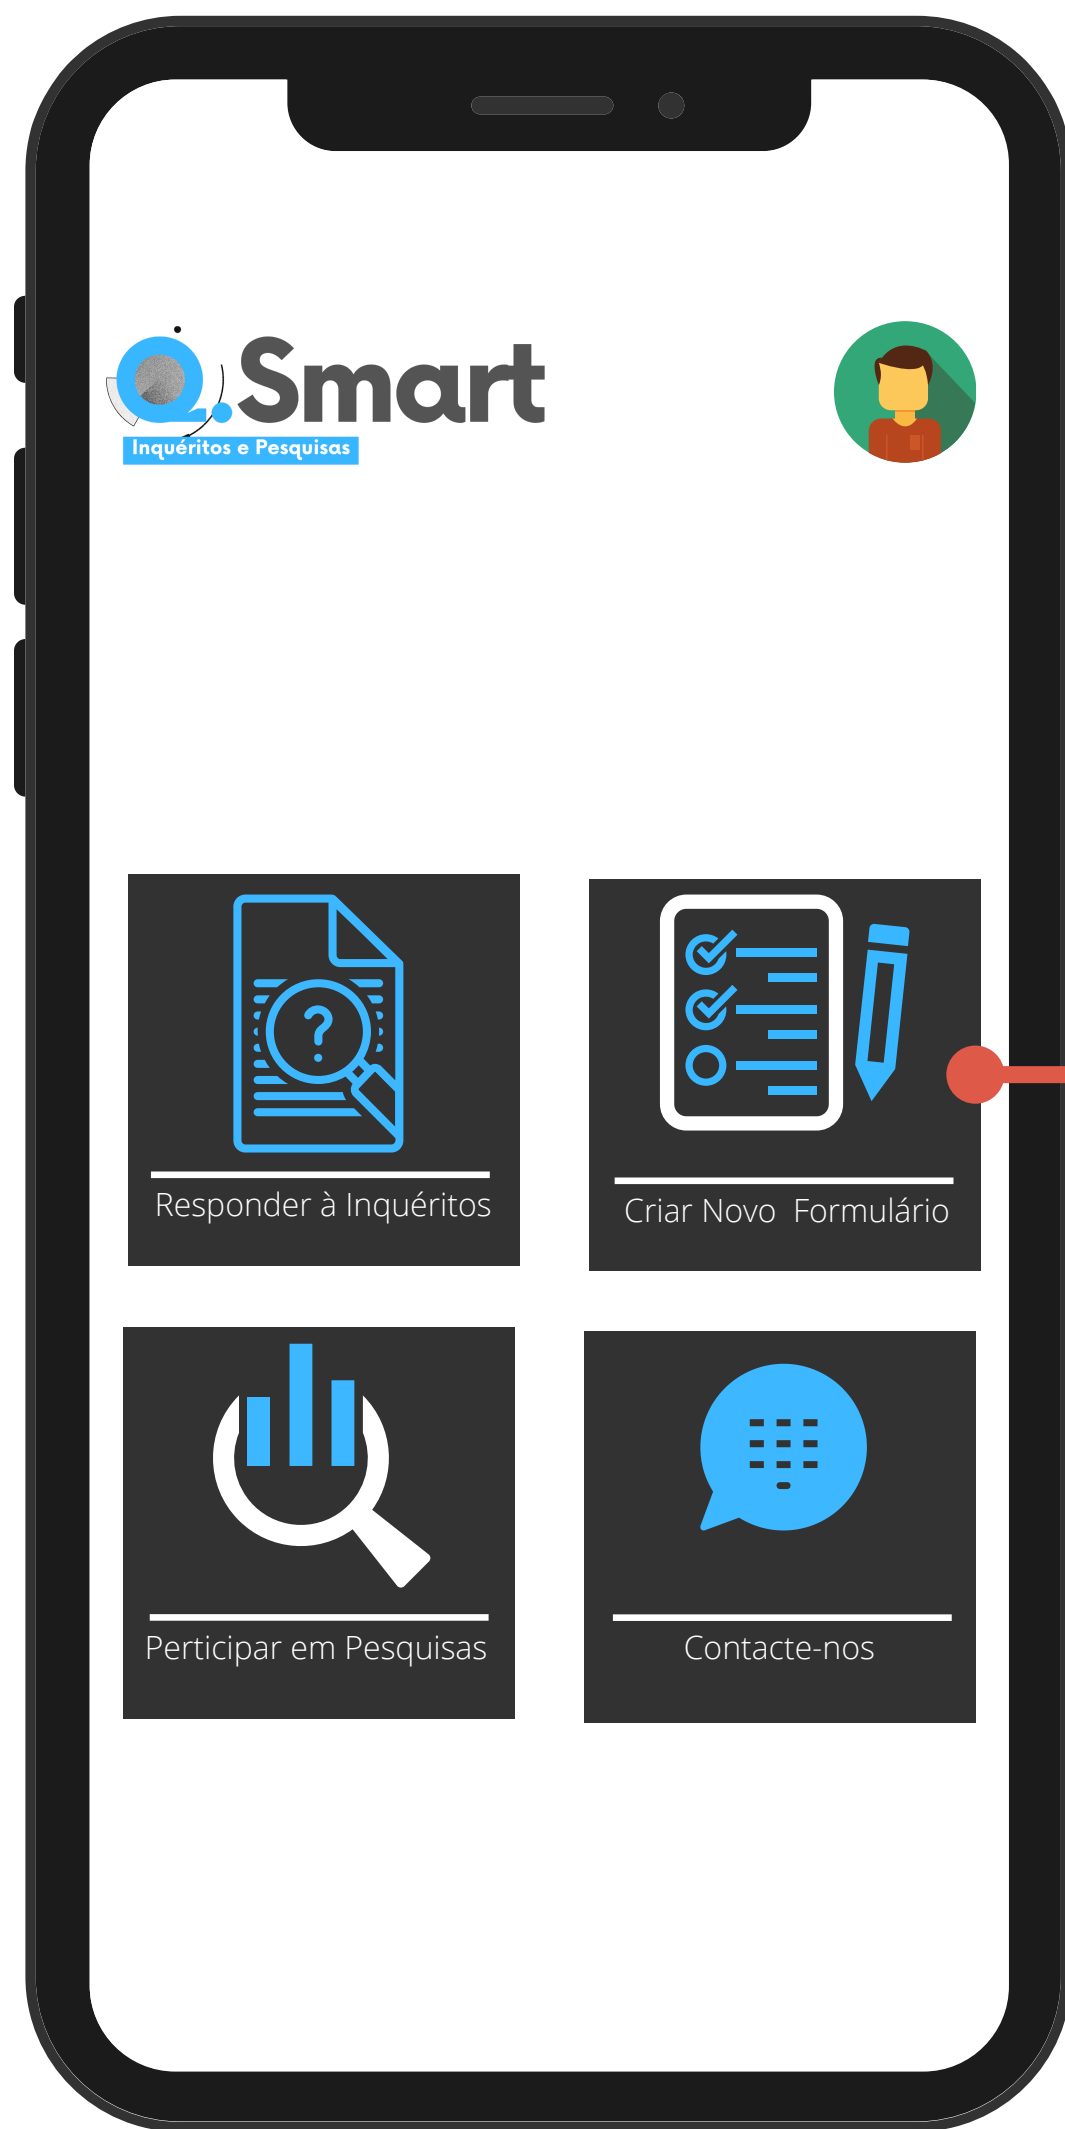 Q.Smart
Inquéritos e Pesquisas
Responder à Inquéritos
Criar Novo Formulário
Perticipar em Pesquisas
Contacte-nos